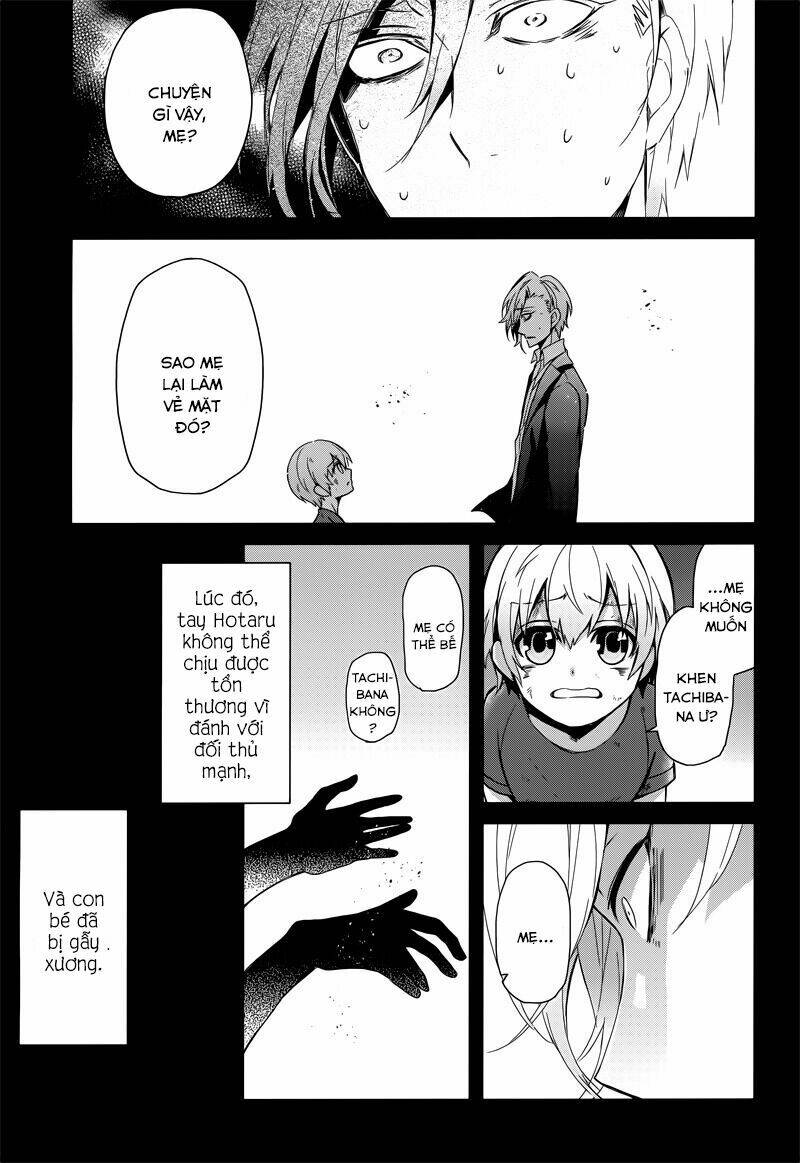 CHUYỆN
GÌ VẬY,
MẸ?
SAO MẸ
LẠI LÀM
VẺ MẶT
ĐÓ?
...MẸ
KHÔNG
MUỐN
KHEN
TACHIBA-
NA Ư?
MẸ CÓ
THỂ BẾ
TACHI-
BANA
KHÔNG
?
Lúc đó,
tay Hotaru
không thể
chịu được
tổn
thương vì
đánh với
đối thủ
mạnh,
MẸ...
Và con
bé đã
bị gẫy .
xương.